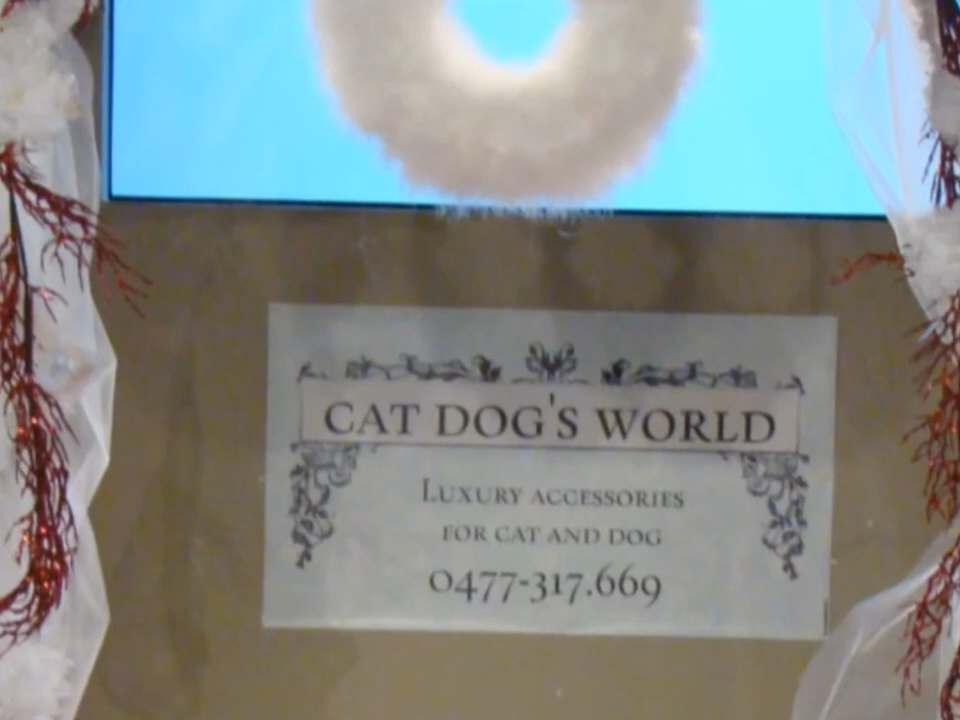 CAT DOG'S WORLD
LUXURY ACCESSORIES
FOR CAT AND DOG
0477-317.669